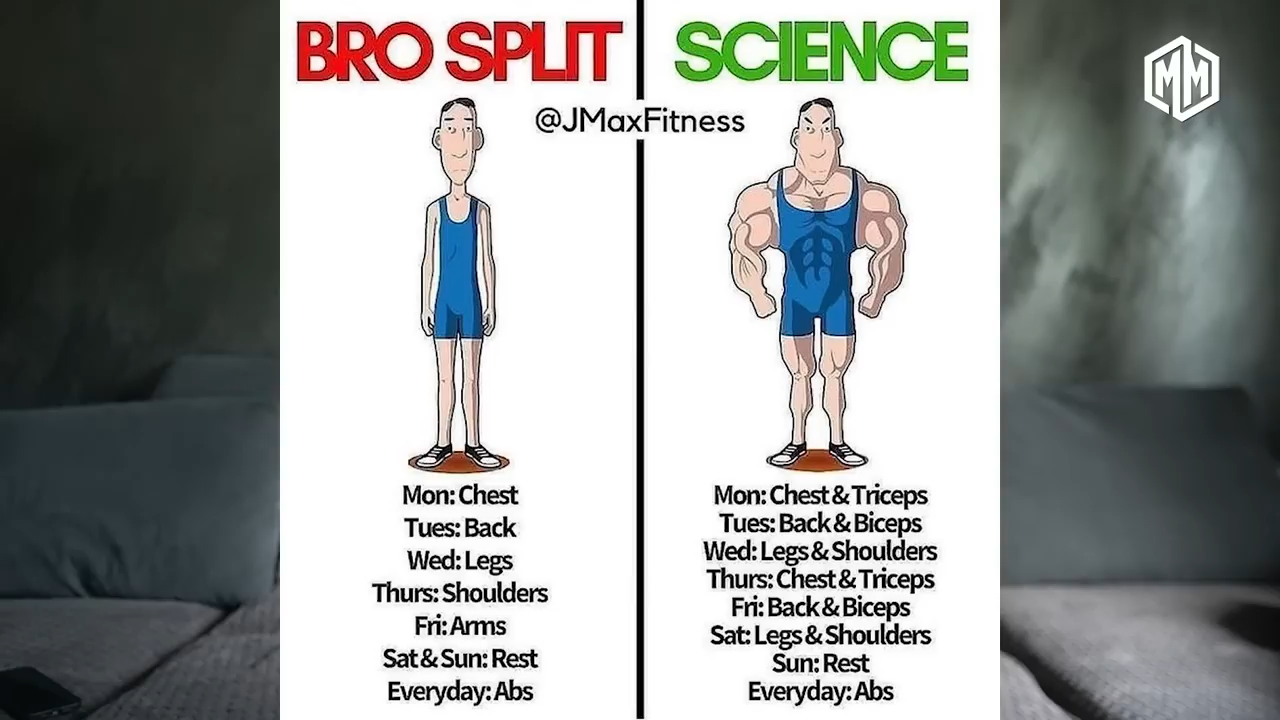 BRO SPLIT
SCIENCE
@JMaxFitness
Mon: Chest
Tues: Back
Wed: Legs
Thurs: Shoulders
Fri: Arms
Sat & Sun: Rest
Everyday: Abs
Mon: Chest & Triceps
Tues: Back & Biceps
Wed: Legs & Shoulders
Thurs: Chest & Triceps
Fri: Back & Biceps
Sat: Legs & Shoulders
Sun: Rest
Everyday: Abs
MM